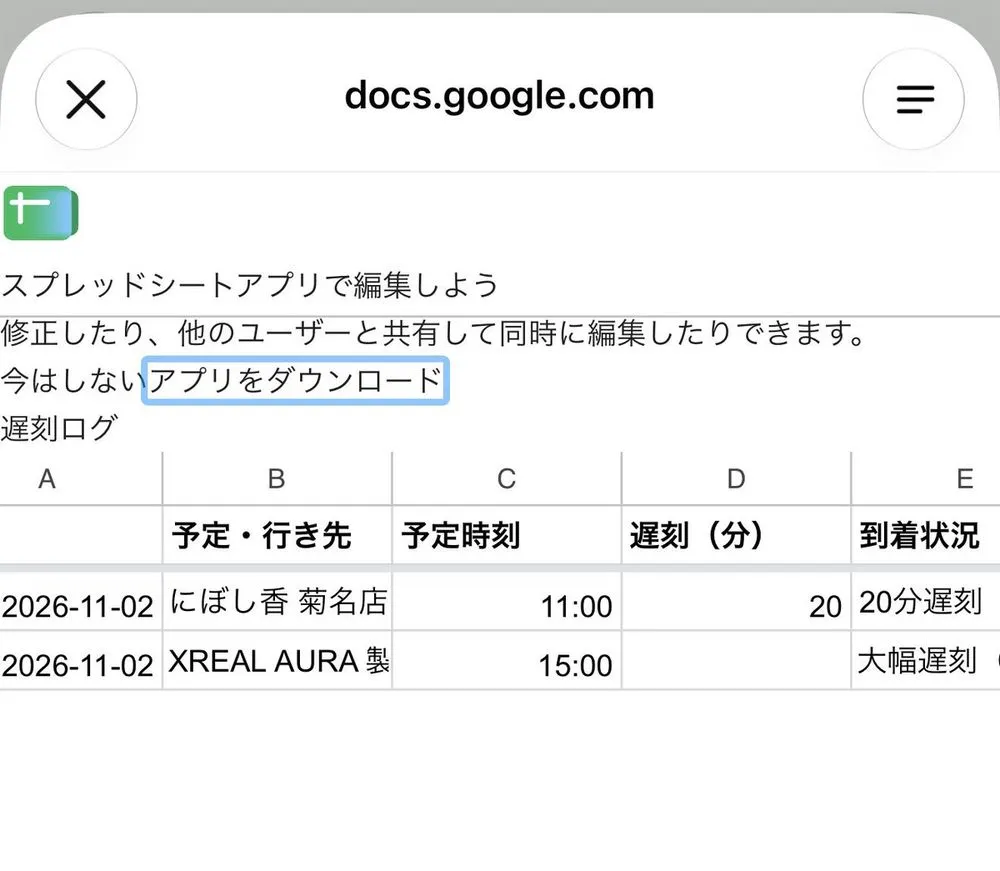 docs.google.com
スプレッドシートアプリで編集しよう
修正したり、他のユーザーと共有して同時に編集したりできます。
今はしないアプリをダウンロード
遅刻ログ
A B C D E
予定・行き先 予定時刻 遅刻（分） 到着状況
2026-11-02 にぼし香 菊名店 11:00 20 20分遅刻
2026-11-02 XREAL AURA 製 15:00 大幅遅刻